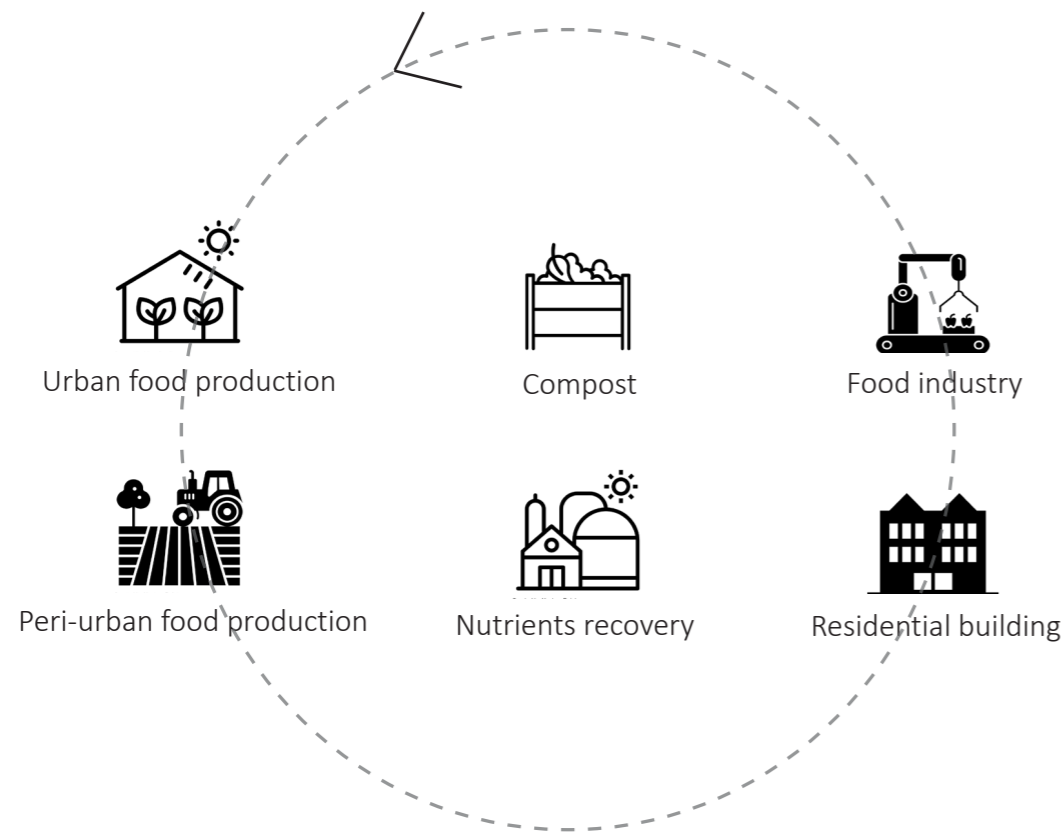 Urban food production
Compost
Food industry
Peri-urban food production
Nutrients recovery
Residential building